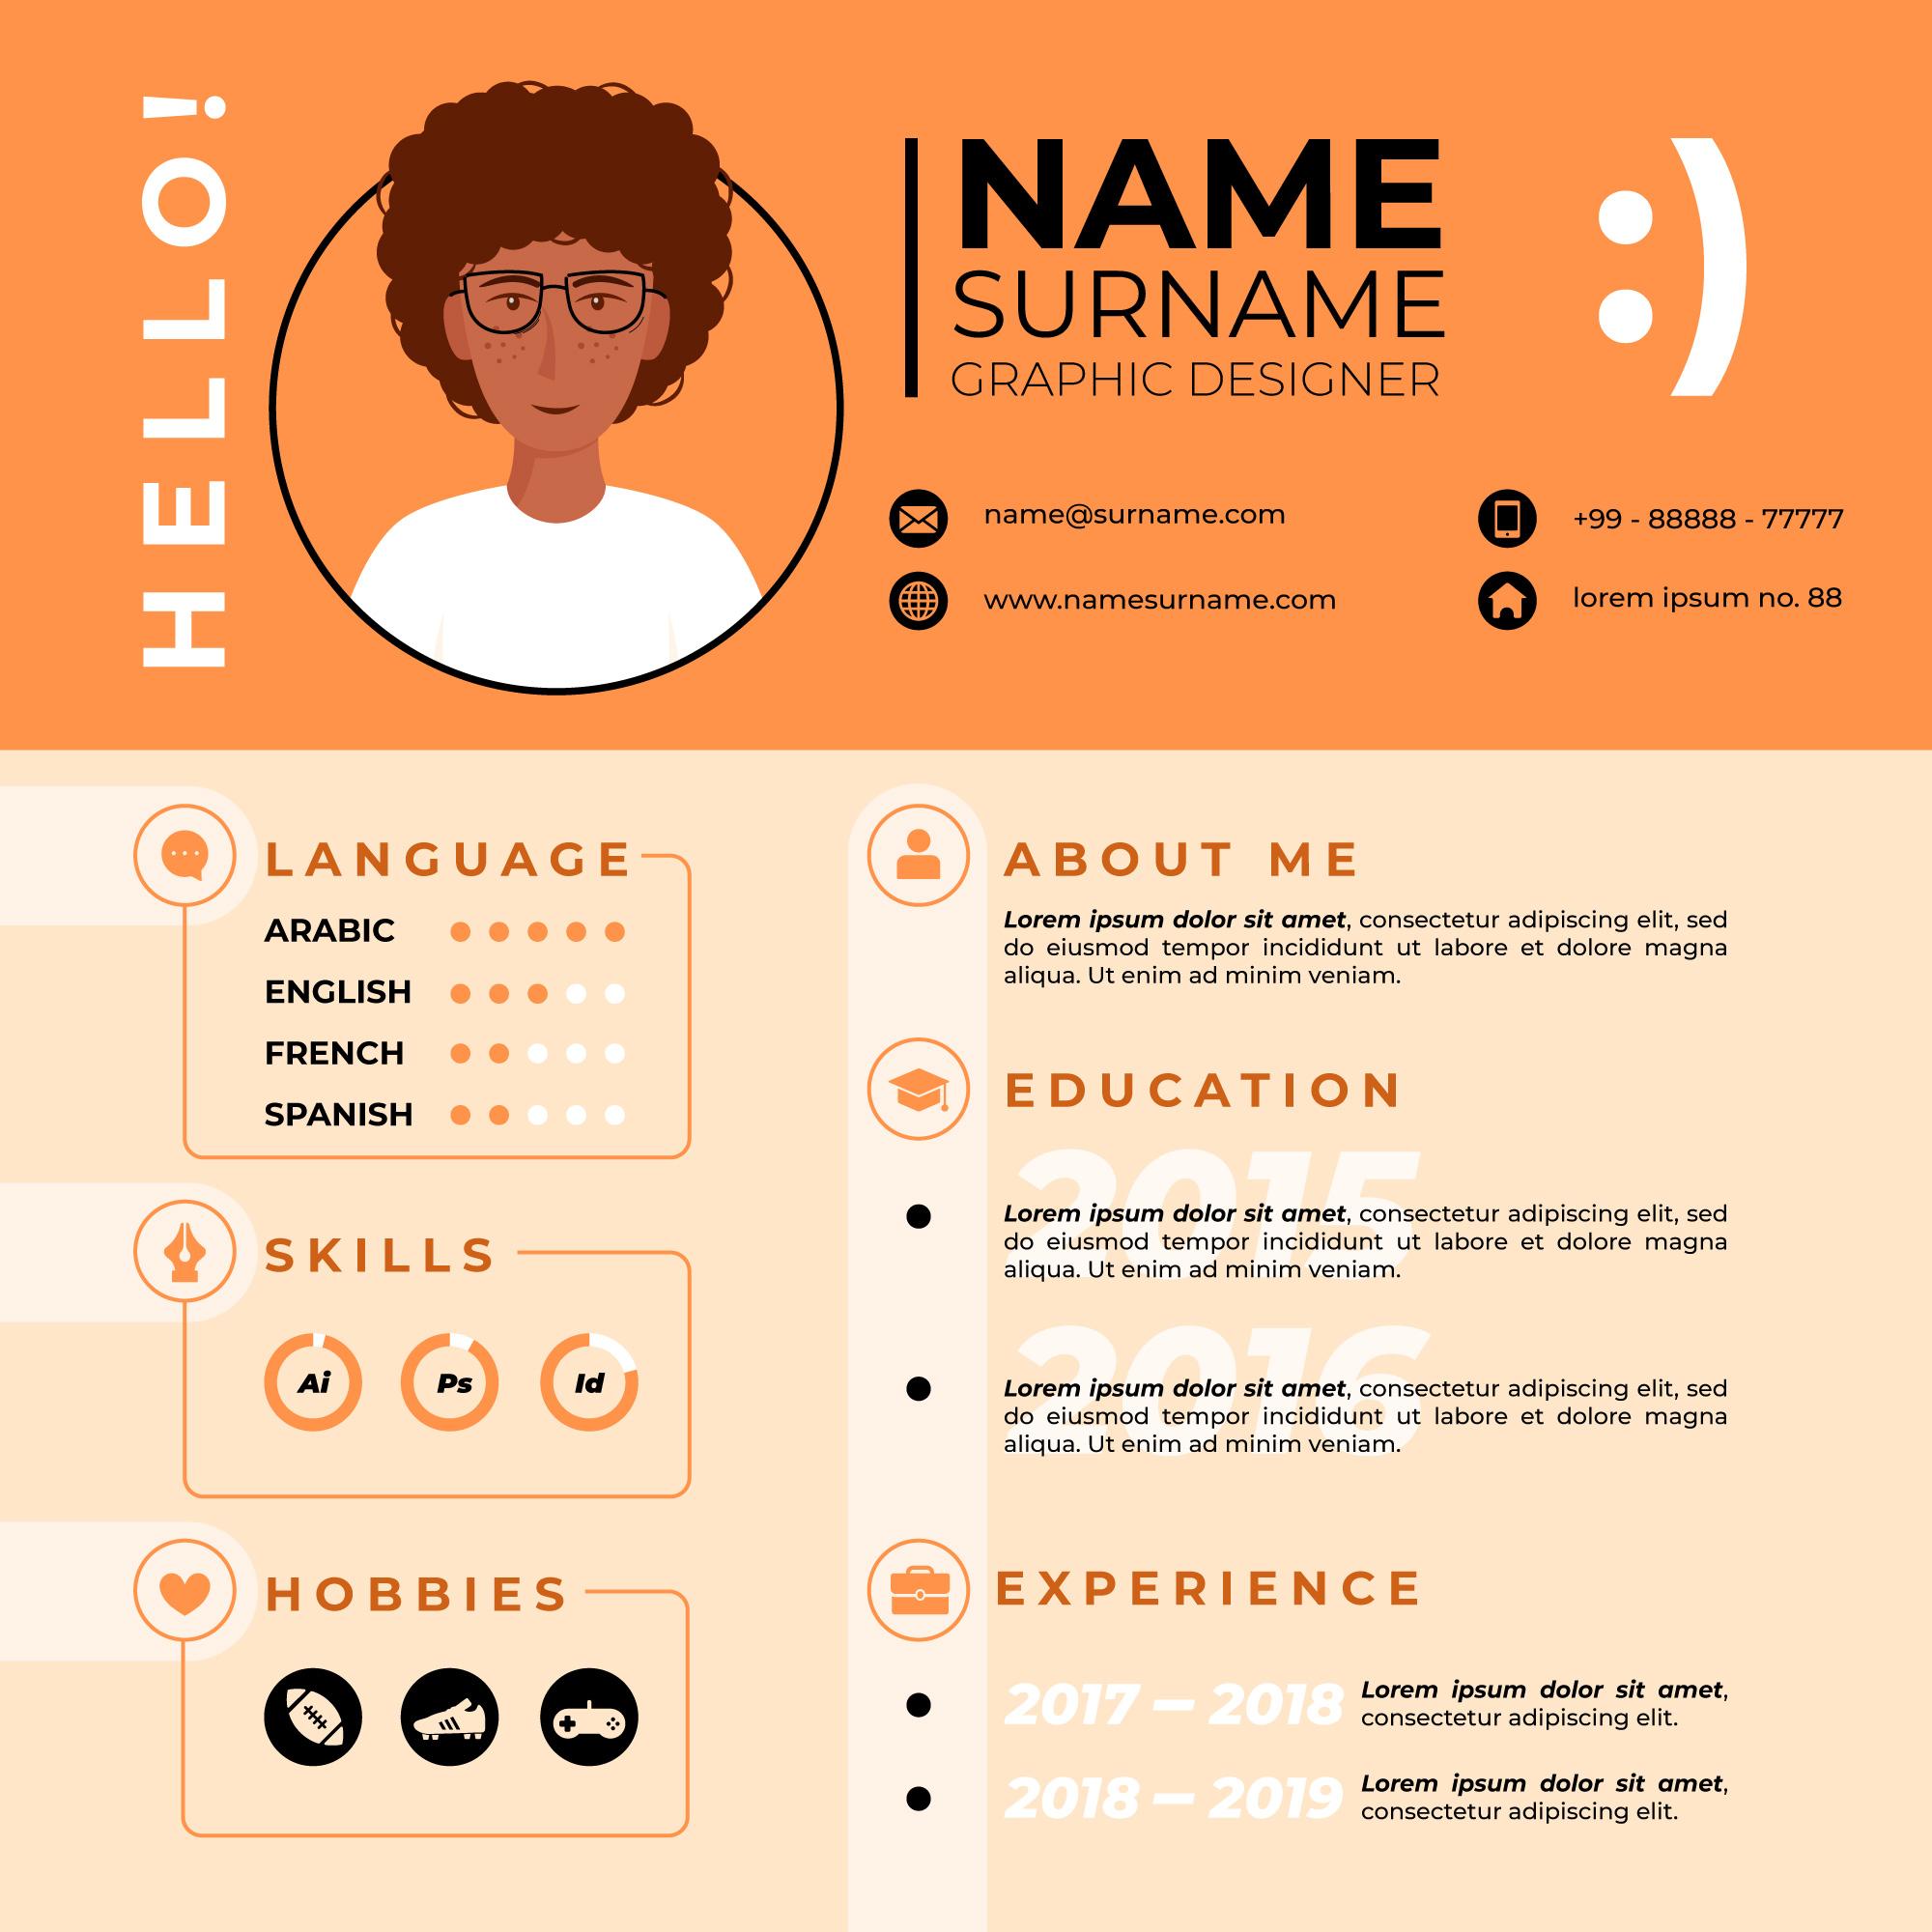 HELLO!
NAME
SURNAME
GRAPHIC DESIGNER
:)
name@surname.com
+99 - 88888 - 77777
www.namesurname.com
lorem ipsum no. 88
LANGUAGE
ARABIC
ENGLISH
FRENCH
SPANISH
SKILLS
Ai
Ps
Id
HOBBIES
ABOUT ME
Lorem ipsum dolor sit amet, consectetur adipiscing elit, sed
do eiusmod tempor incididunt ut labore et dolore magna
aliqua. Ut enim ad minim veniam.
EDUCATION
2015
Lorem ipsum dolor sit amet, consectetur adipiscing elit, sed
do eiusmod tempor incididunt ut labore et dolore magna
aliqua. Ut enim ad minim veniam.
2016
Lorem ipsum dolor sit amet, consectetur adipiscing elit, sed
do eiusmod tempor incididunt ut labore et dolore magna
aliqua. Ut enim ad minim veniam.
EXPERIENCE
2017 – 2018
Lorem ipsum dolor sit amet,
consectetur adipiscing elit.
2018 – 2019
Lorem ipsum dolor sit amet,
consectetur adipiscing elit.